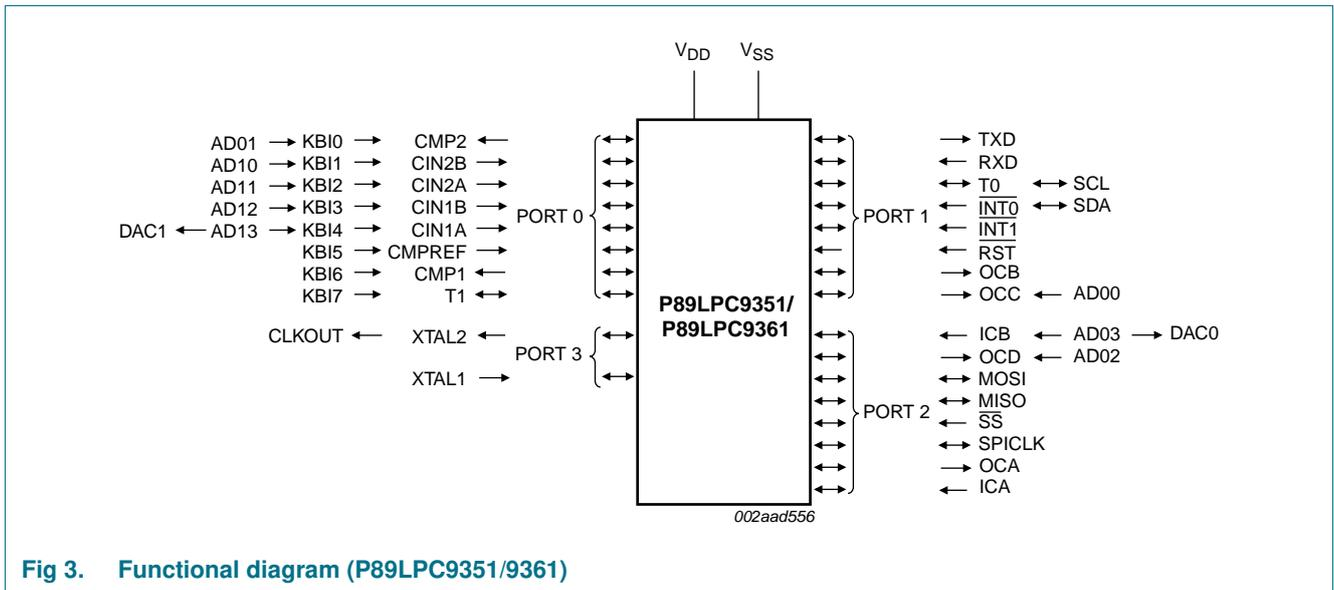 VDD VSS
AD01 KBI0 CMP2 TXD
AD10 KBI1 CIN2B RXD
AD11 KBI2 CIN2A T0 SCL
AD12 KBI3 CIN1B PORT 0 PORT 1 INT0 SDA
DAC1 AD13 KBI4 CIN1A INT1
KBI5 CMPREF RST
KBI6 CMP1 OCB
KBI7 T1 OCC AD00
P89LPC9351/
P89LPC9361
CLKOUT XTAL2 PORT 3 ICB AD03 DAC0
OCD AD02
XTAL1 MOSI
PORT 2 MISO
SS
SPICLK
OCA
ICA
002aad556
Fig 3. Functional diagram (P89LPC9351/9361)